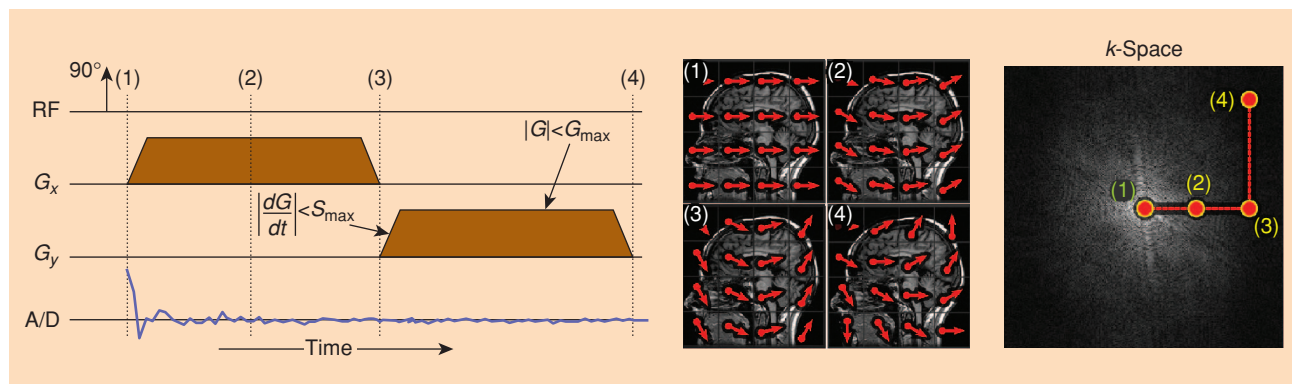 90° (1) (2) (3) (4)
RF
|G|<Gmax
Gx
|dG/dt|<Smax
Gy
A/D
Time
(1) (2)
(3) (4)
k-Space
(4)
(1) (2)
(3)